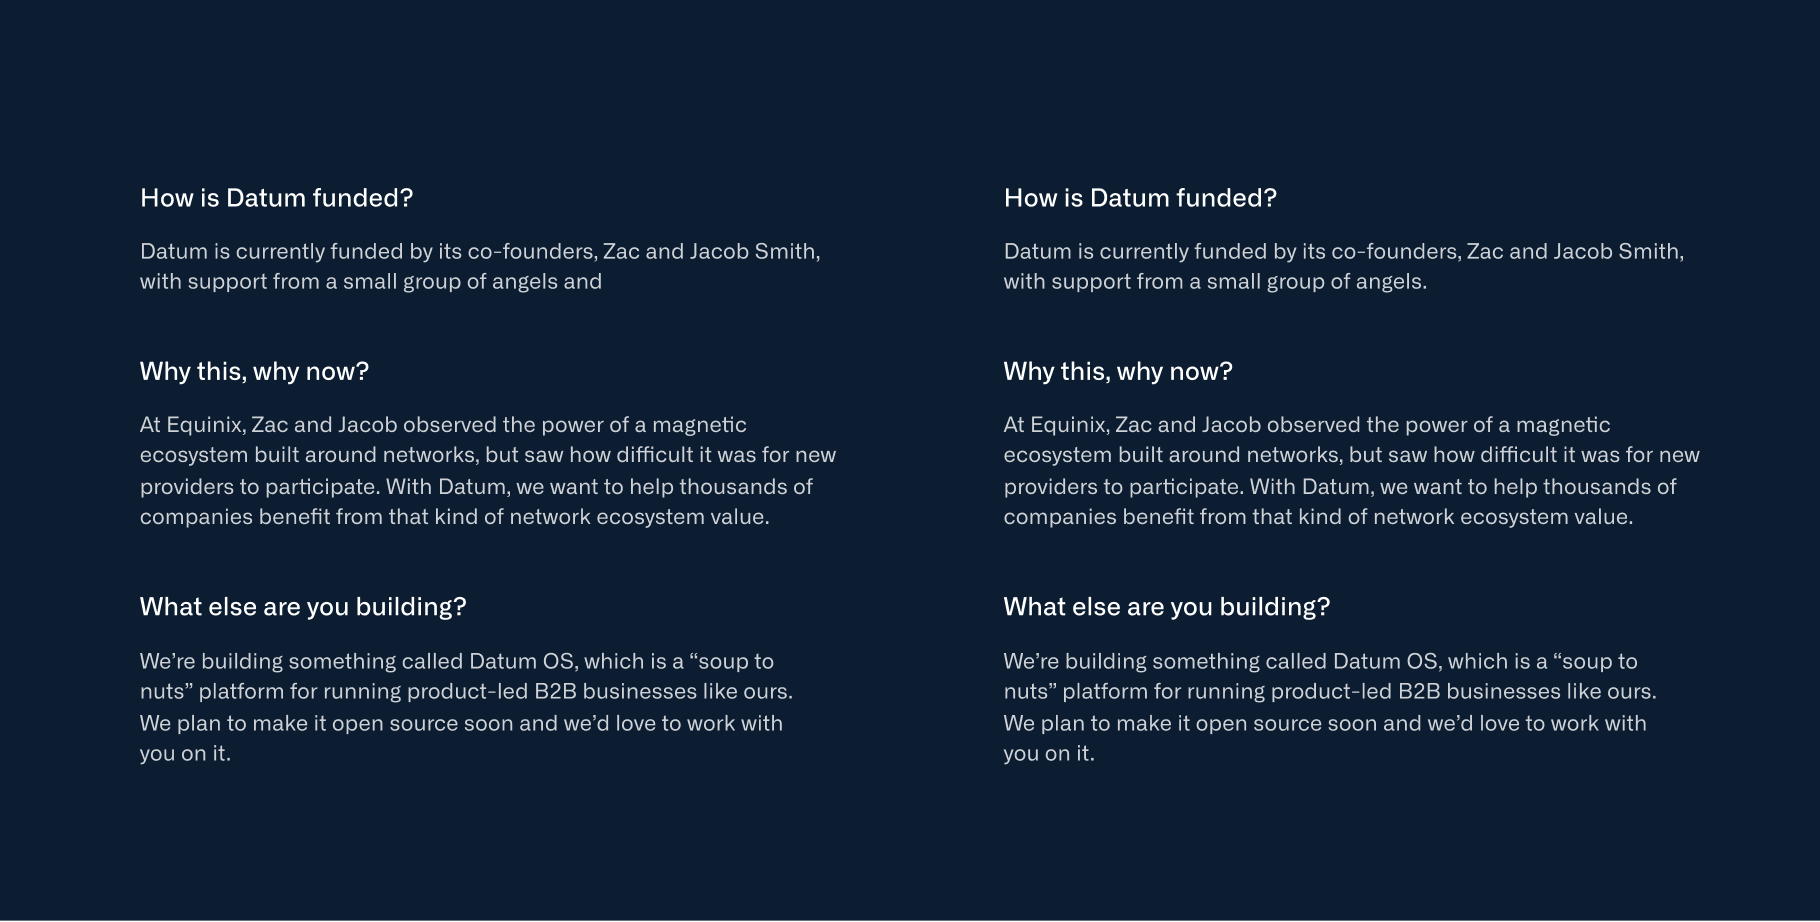 How is Datum funded?
Datum is currently funded by its co-founders, Zac and Jacob Smith,
with support from a small group of angels and
Why this, why now?
At Equinix, Zac and Jacob observed the power of a magnetic
ecosystem built around networks, but saw how difficult it was for new
providers to participate. With Datum, we want to help thousands of
companies benefit from that kind of network ecosystem value.
What else are you building?
We’re building something called Datum OS, which is a “soup to
nuts” platform for running product-led B2B businesses like ours.
We plan to make it open source soon and we’d love to work with
you on it.
How is Datum funded?
Datum is currently funded by its co-founders, Zac and Jacob Smith,
with support from a small group of angels.
Why this, why now?
At Equinix, Zac and Jacob observed the power of a magnetic
ecosystem built around networks, but saw how difficult it was for new
providers to participate. With Datum, we want to help thousands of
companies benefit from that kind of network ecosystem value.
What else are you building?
We’re building something called Datum OS, which is a “soup to
nuts” platform for running product-led B2B businesses like ours.
We plan to make it open source soon and we’d love to work with
you on it.